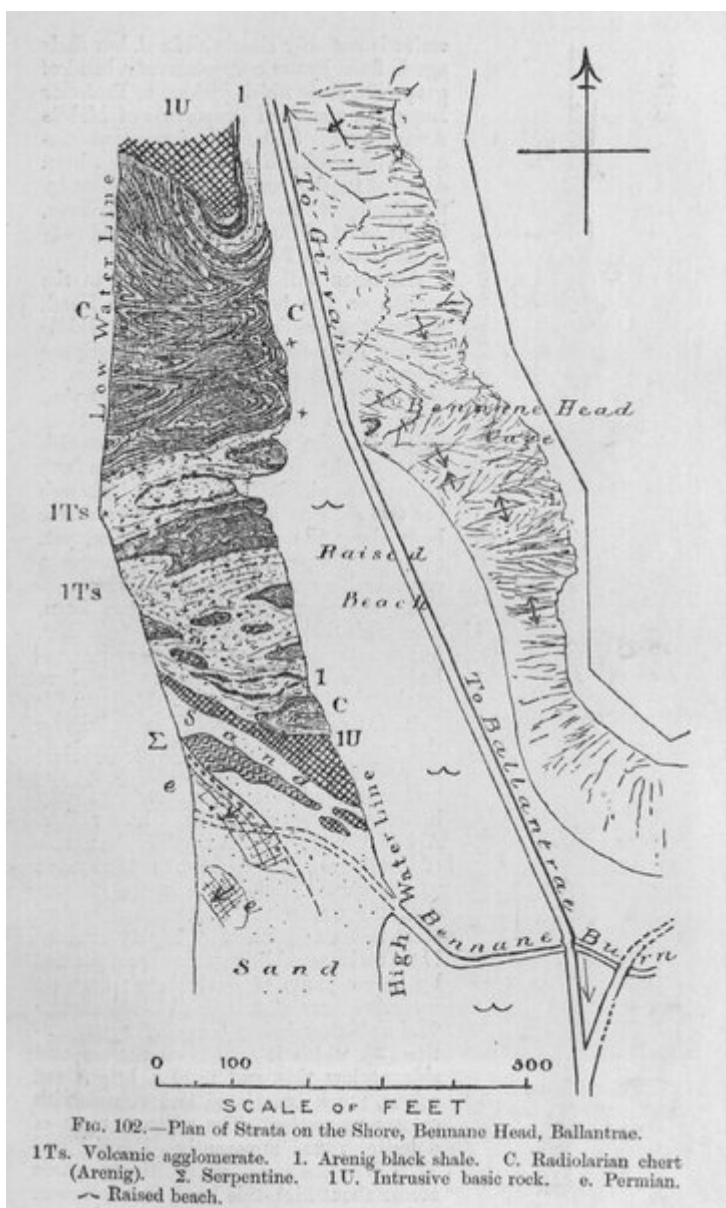 1U
1
1
Low Water Line
To Girvan
C
C
Bennane Head
Cave
1Ts
Raised
Beach
1Ts
1
C
Sand
1U
Σ
e
To Ballantrae
High Water Line
e
Bennane Burn
Sand
0 100 500
SCALE OF FEET
FIG. 102.—Plan of Strata on the Shore, Bennane Head, Ballantrae.
1Ts. Volcanic agglomerate. 1. Arenig black shale. C. Radiolarian chert
(Arenig). Σ. Serpentine. 1U. Intrusive basic rock. e. Permian.
Raised beach.